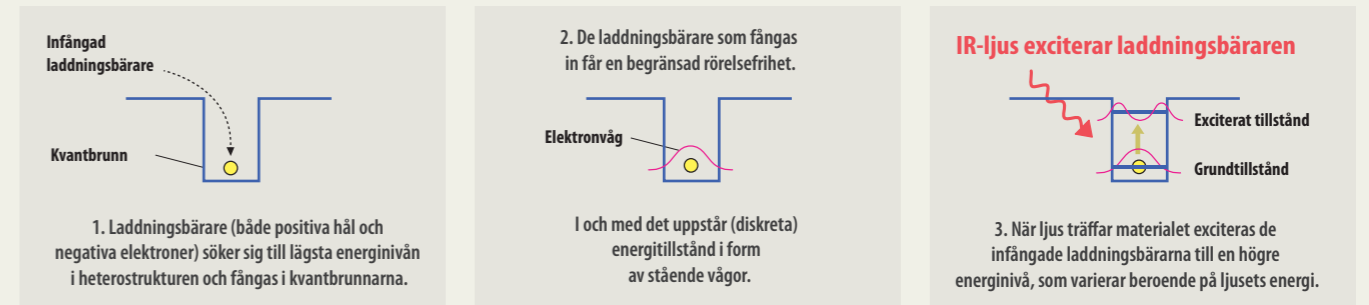 Infångad
laddningsbärare
Kvantbrunn
1. Laddningsbärare (både positiva hål och
negativa elektroner) söker sig till lägsta energinivån
i heterostrukturen och fångas i kvantbrunnarna.
2. De laddningsbärare som fångas
in får en begränsad rörelsefrihet.
Elektronvåg
I och med det uppstår (diskreta)
energitillstånd i form
av stående vågor.
IR-ljus exciterar laddningsbäraren
Exciterat tillstånd
Grundtillstånd
3. När ljus träffar materialet exciteras de
infångade laddningsbärarna till en högre
energinivå, som varierar beroende på ljusets energi.